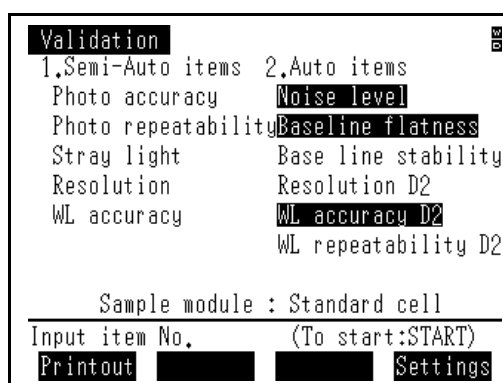 Validation
W
D
1.Semi-Auto items 2.Auto items
Photo accuracy Noise level
Photo repeatability Baseline flatness
Stray light Base line stability
Resolution Resolution D2
WL accuracy WL accuracy D2
WL repeatability D2
Sample module : Standard cell
Input item No. (To start:START)
Printout Settings